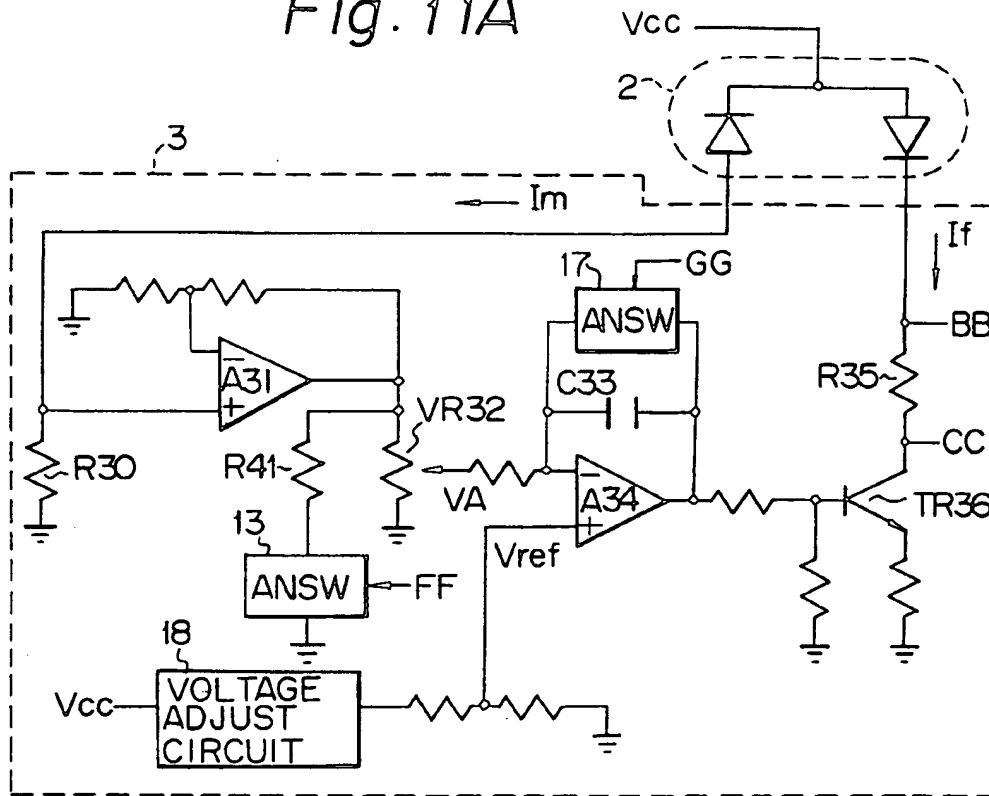 Fig. 11A
Vcc
2
3
Im
If
17
GG
ANSW
BB
A31
C33
R35
VR32
CC
R30
R41
VA
A34
TR36
13
Vref
ANSW
FF
18
Vcc
VOLTAGE
ADJUST
CIRCUIT